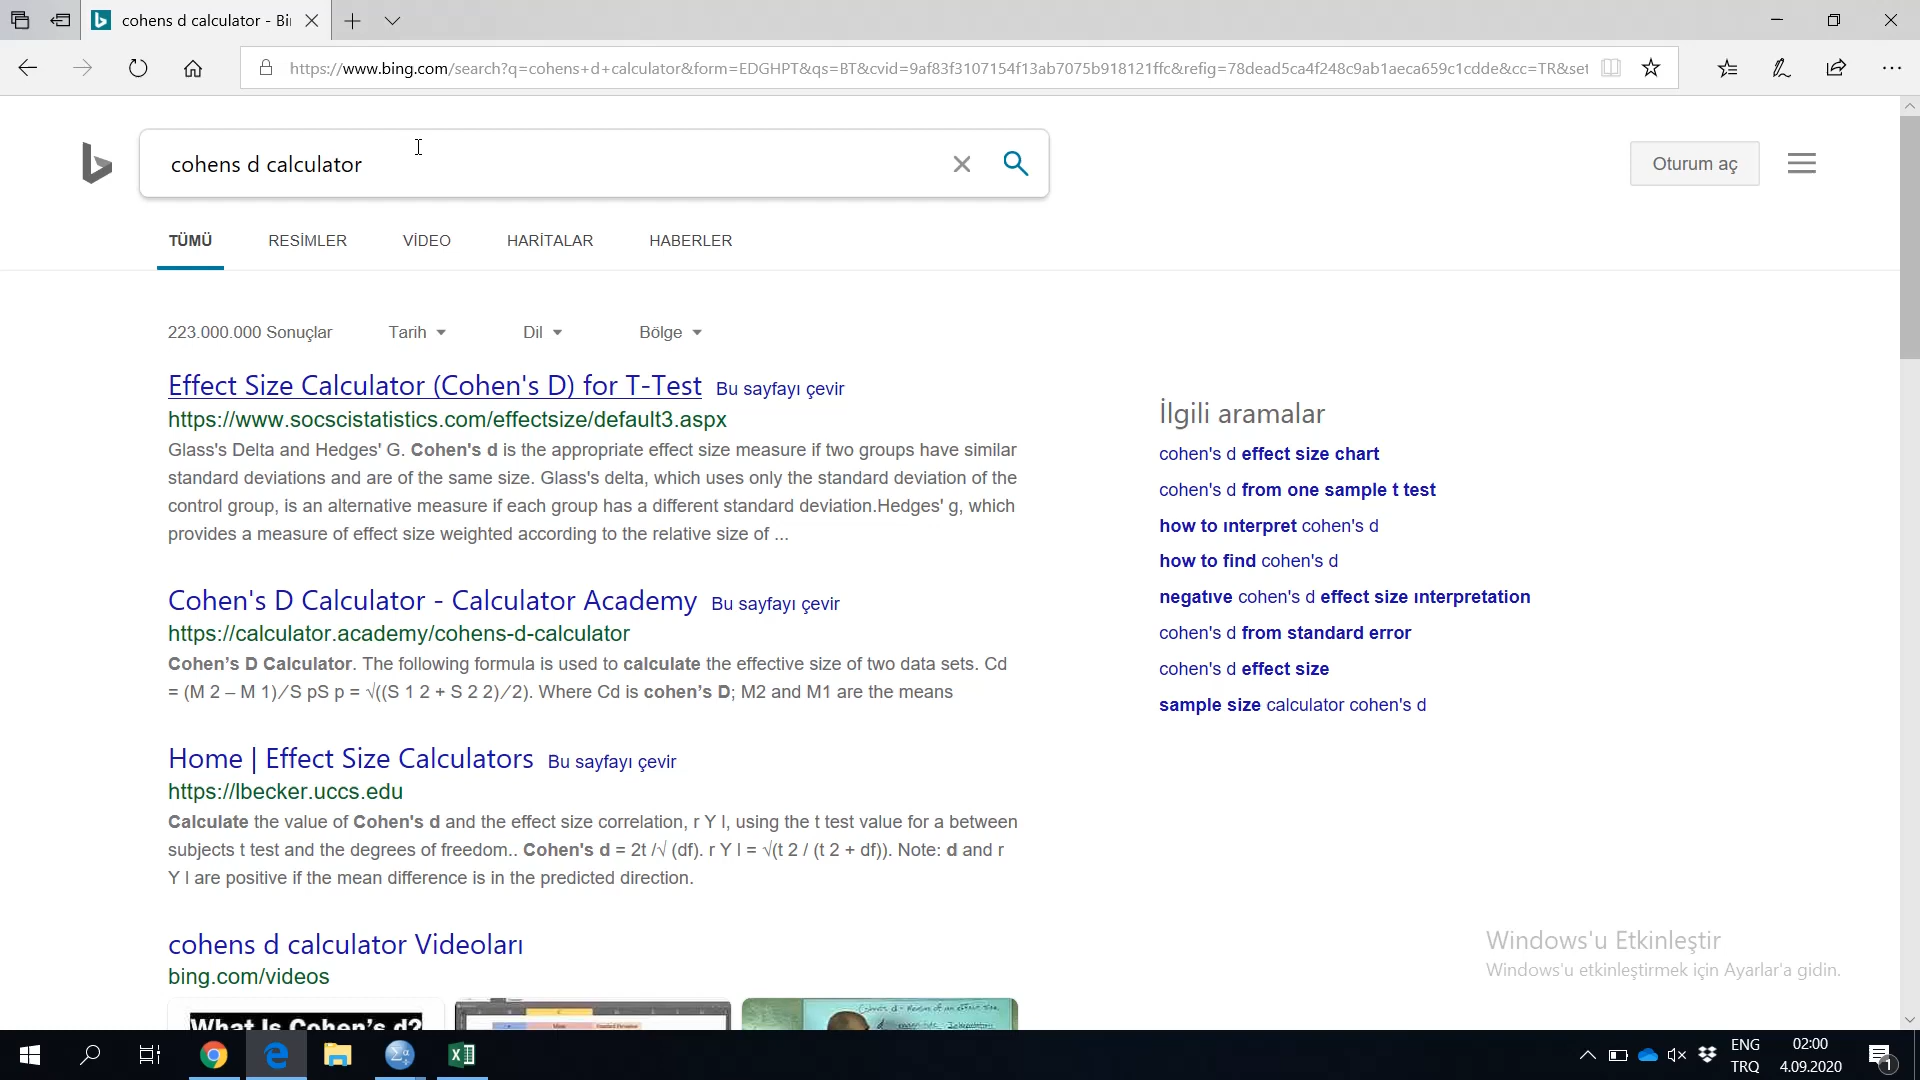 cohens d calculator - Bi
https://www.bing.com/search?q=cohens+d+calculator&form=EDGHPT&qs=BT&cvid=9af83f3107154f13ab7075b918121ffc&refig=78dead5ca4f248c9ab1aeca659c1cdde&cc=TR&set
cohens d calculator
Oturum aç
TÜMÜ RESİMLER VİDEO HARİTALAR HABERLER
223.000.000 Sonuçlar Tarih Dil Bölge
Effect Size Calculator (Cohen's D) for T-Test Bu sayfayı çevir
https://www.socscistatistics.com/effectsize/default3.aspx
Glass's Delta and Hedges' G. Cohen's d is the appropriate effect size measure if two groups have similar
standard deviations and are of the same size. Glass's delta, which uses only the standard deviation of the
control group, is an alternative measure if each group has a different standard deviation.Hedges' g, which
provides a measure of effect size weighted according to the relative size of ...
Cohen's D Calculator - Calculator Academy Bu sayfayı çevir
https://calculator.academy/cohens-d-calculator
Cohen’s D Calculator. The following formula is used to calculate the effective size of two data sets. Cd
= (M 2 – M 1)/S pS p = √((S 1 2 + S 2 2)/2). Where Cd is cohen’s D; M2 and M1 are the means
Home | Effect Size Calculators Bu sayfayı çevir
https://lbecker.uccs.edu
Calculate the value of Cohen's d and the effect size correlation, r Y l, using the t test value for a between
subjects t test and the degrees of freedom.. Cohen's d = 2t /√ (df). r Y l = √(t 2 / (t 2 + df)). Note: d and r
Y l are positive if the mean difference is in the predicted direction.
cohens d calculator Videoları
bing.com/videos
What Is Cohen's d?
İlgili aramalar
cohen's d effect size chart
cohen's d from one sample t test
how to ınterpret cohen's d
how to find cohen's d
negatıve cohen's d effect size ınterpretation
cohen's d from standard error
cohen's d effect size
sample size calculator cohen's d
Windows'u Etkinleştir
Windows'u etkinleştirmek için Ayarlar'a gidin.
ENG
TRQ
02:00
4.09.2020
1